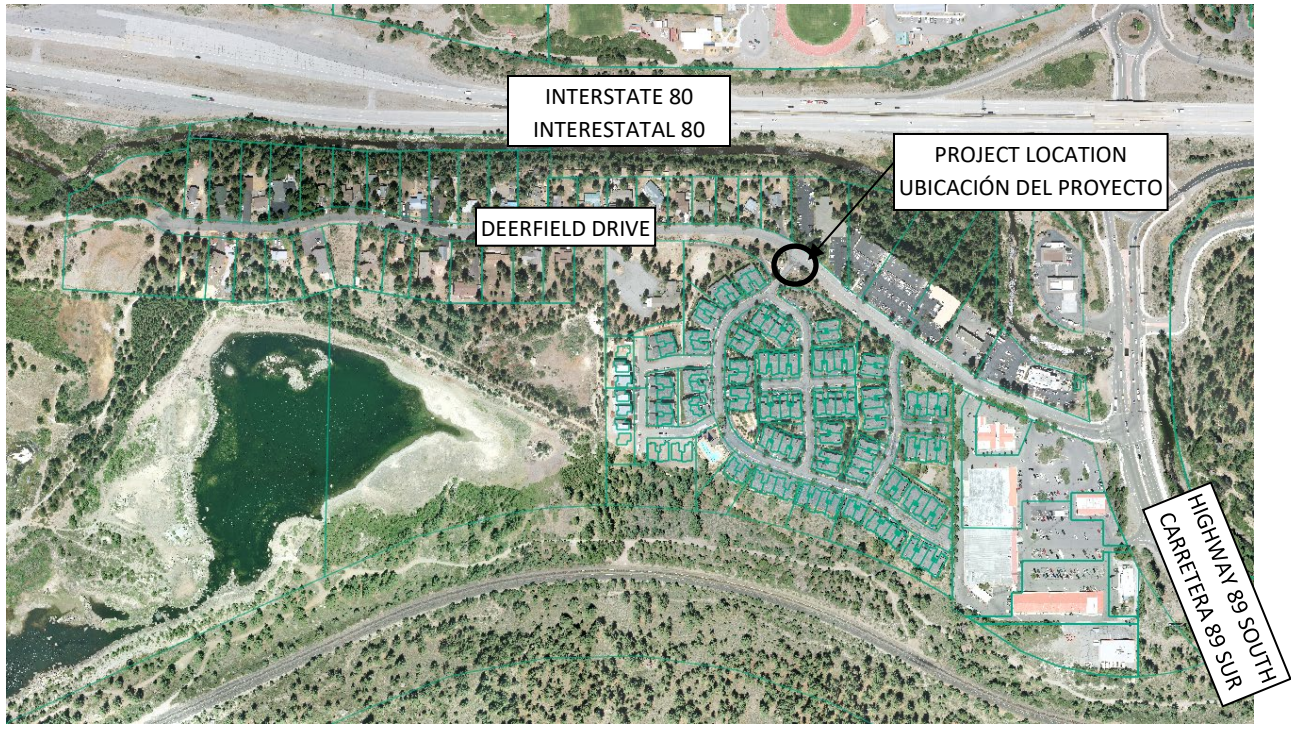 INTERSTATE 80
INTERESTATAL 80
PROJECT LOCATION
UBICACIÓN DEL PROYECTO
DEERFIELD DRIVE
HIGHWAY 89 SOUTH
CARRETERA 89 SUR